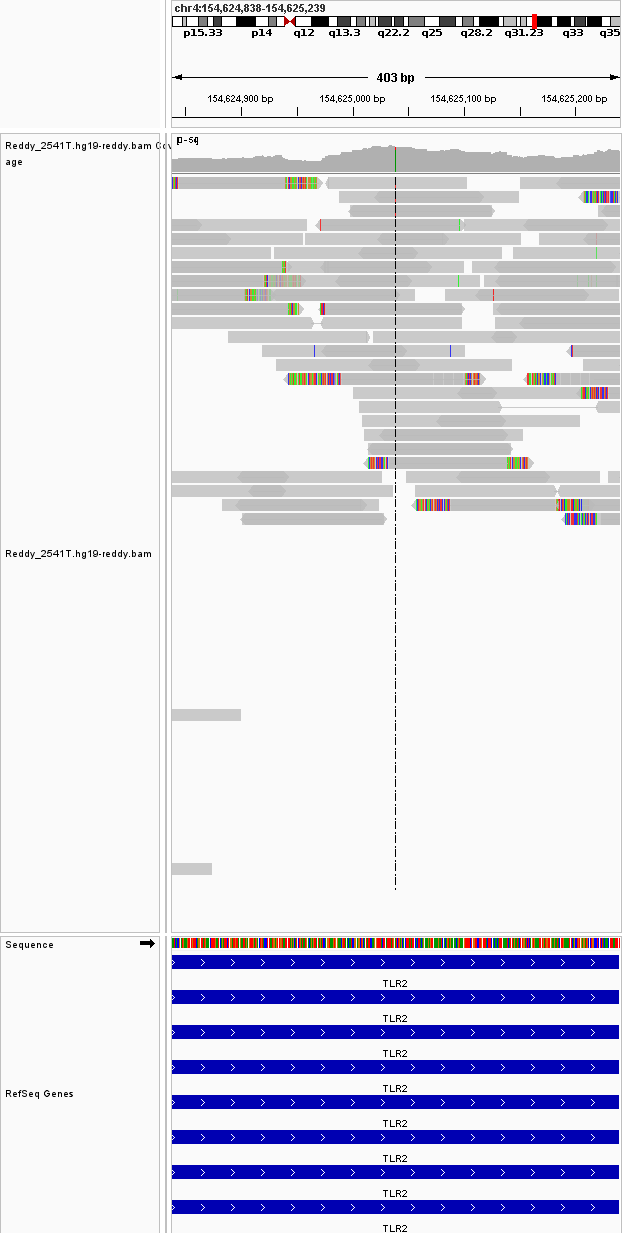 chr4:154,624,838-154,625,239
p15.33 p14 q12 q13.3 q22.2 q25 q28.2 q31.23 q33 q35
403 bp
154,624,900 bp 154,625,000 bp 154,625,100 bp 154,625,200 bp
Reddy_2541T.hg19-reddy.bam Cov
age
Reddy_2541T.hg19-reddy.bam
Sequence
TLR2
TLR2
TLR2
RefSeq Genes
TLR2
TLR2
TLR2
TLR2
TLR2